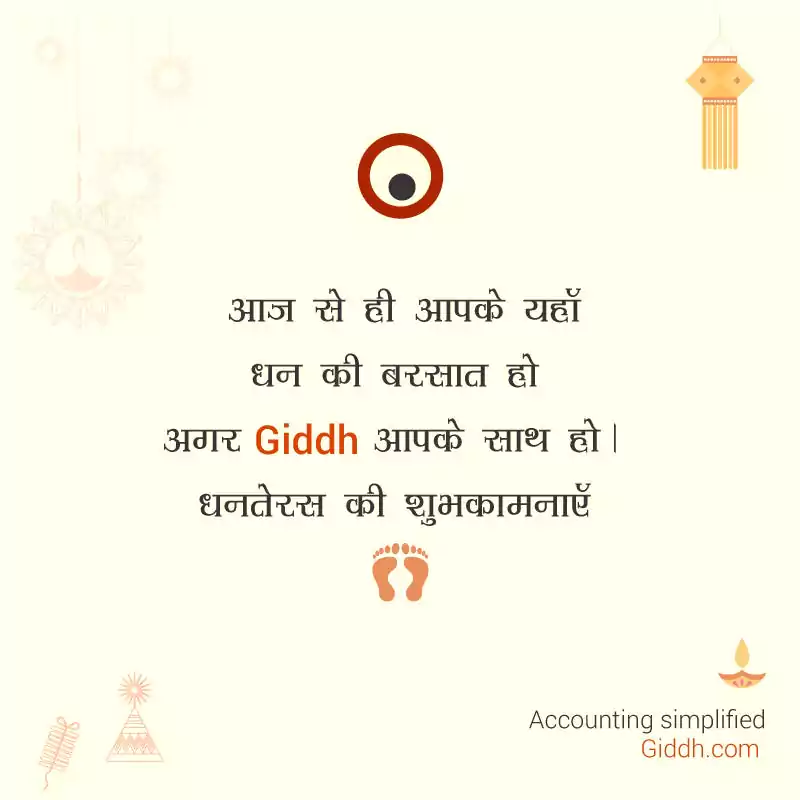 आज से ही आपके यहाॅ
धन की बरसात हो
अगर Giddh आपके साथ हो।
धनतेरस की शुभकामनाएॅ
Accounting simplified
Giddh.com